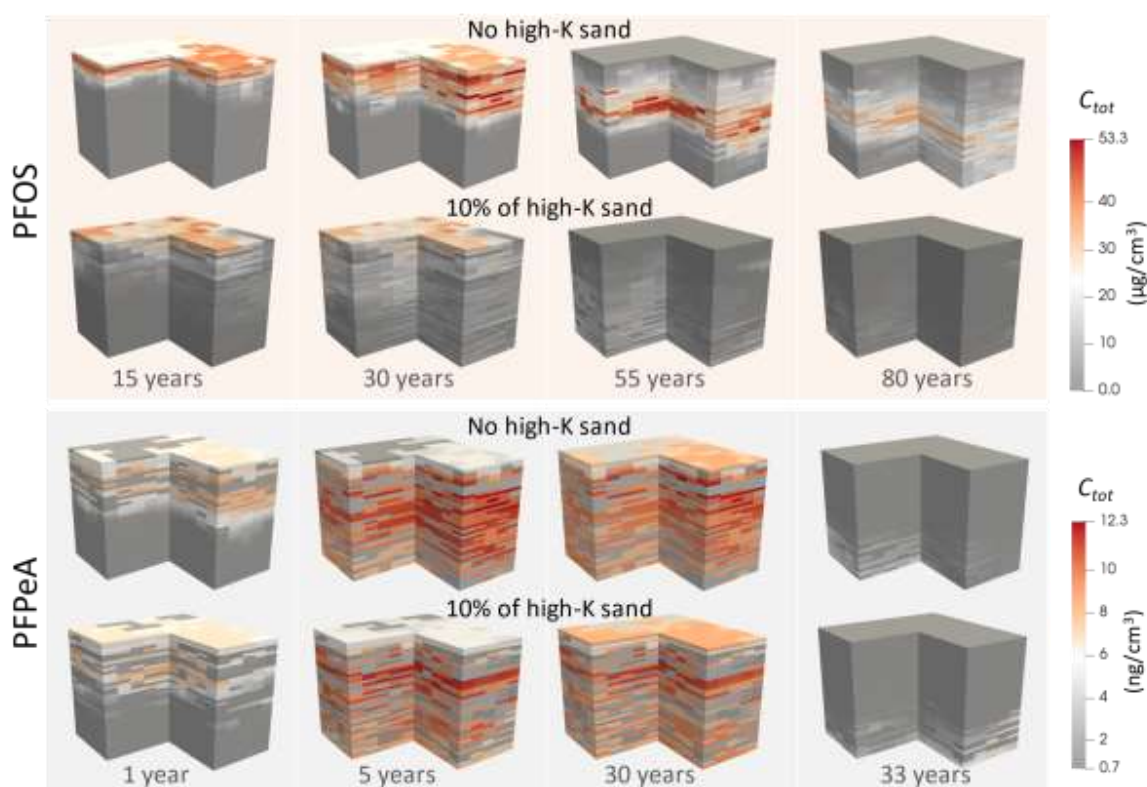 No high-K sand
PFOS
10% of high-K sand
15 years
30 years
55 years
80 years
C_tot
53.3
40
30
20
10
0.0
(µg/cm³)
No high-K sand
PFPeA
10% of high-K sand
1 year
5 years
30 years
33 years
C_tot
12.3
10
8
6
4
2
0.7
(ng/cm³)